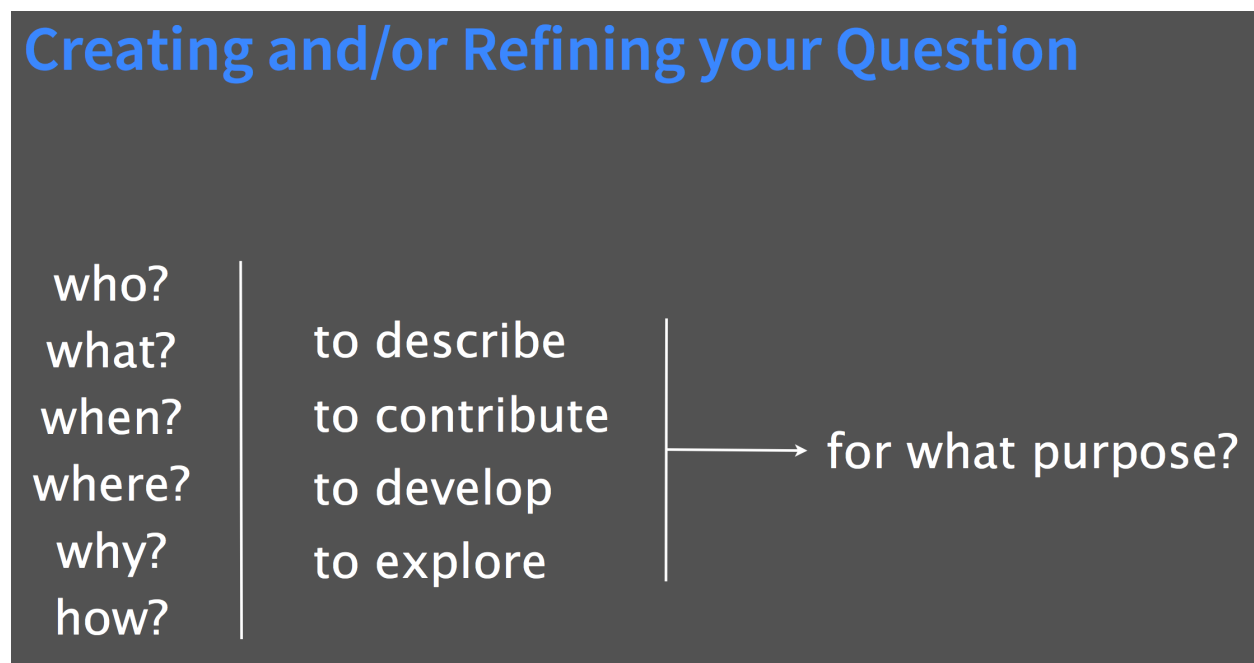 Creating and/or Refining your Question
who?
what?
when?
where?
why?
how?
to describe
to contribute
to develop
to explore
for what purpose?